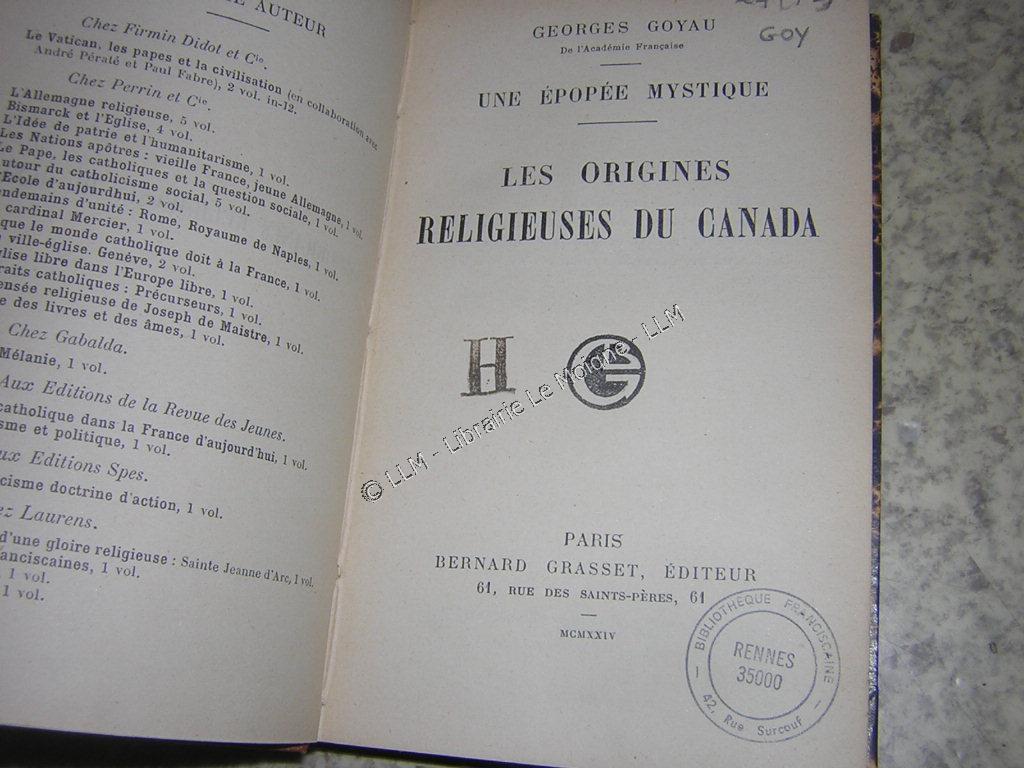 E AUTEUR
Chez Firmin Didot et Cie.
Le Vatican, les papes et la civilisation (en collaboration avec
André Pératé et Paul Fabre), 2 vol. in-12.
Chez Perrin et Cie.
L'Allemagne religieuse, 5 vol.
Bismarck et l'Eglise, 4 vol.
L'Idée de patrie et l'humanitarisme, 1 vol.
Les Nations apôtres : vieille France, jeune Allemagne, 1 vol.
Le Pape, les catholiques et la question sociale, 1 vol.
utour du catholicisme social, 5 vol.
'Ecole d'aujourd'hui, 2 vol.
ndemains d'unité : Rome, Royaume de Naples, 1 vol.
cardinal Mercier, 1 vol.
que le monde catholique doit à la France, 1 vol.
ville-église. Genève, 2 vol.
glise libre dans l'Europe libre, 1 vol.
raits catholiques : Précurseurs, 1 vol.
ensée religieuse de Joseph de Maistre, 1 vol.
e des livres et des âmes, 1 vol.
Chez Gabalda.
Mélanie, 1 vol.
Aux Editions de la Revue des Jeunes.
catholique dans la France d'aujourd'hui, 1 vol.
sme et politique, 1 vol.
ux Editions Spes.
cisme doctrine d'action, 1 vol.
ez Laurens.
d'une gloire religieuse : Sainte Jeanne d'Arc, 1 vol.
anciscaines, 1 vol.
, 1 vol.
1 vol.
GOY
GEORGES GOYAU
De l'Académie Française
UNE ÉPOPÉE MYSTIQUE
LES ORIGINES
RELIGIEUSES DU CANADA
H G
© LLM - Librairie Le Moigne - LLM
PARIS
BERNARD GRASSET, ÉDITEUR
61, RUE DES SAINTS-PÈRES, 61
MCMXXIV
BIBLIOTHÈQUE FRANCISCAINE
RENNES
35000
42, Rue Surcouf